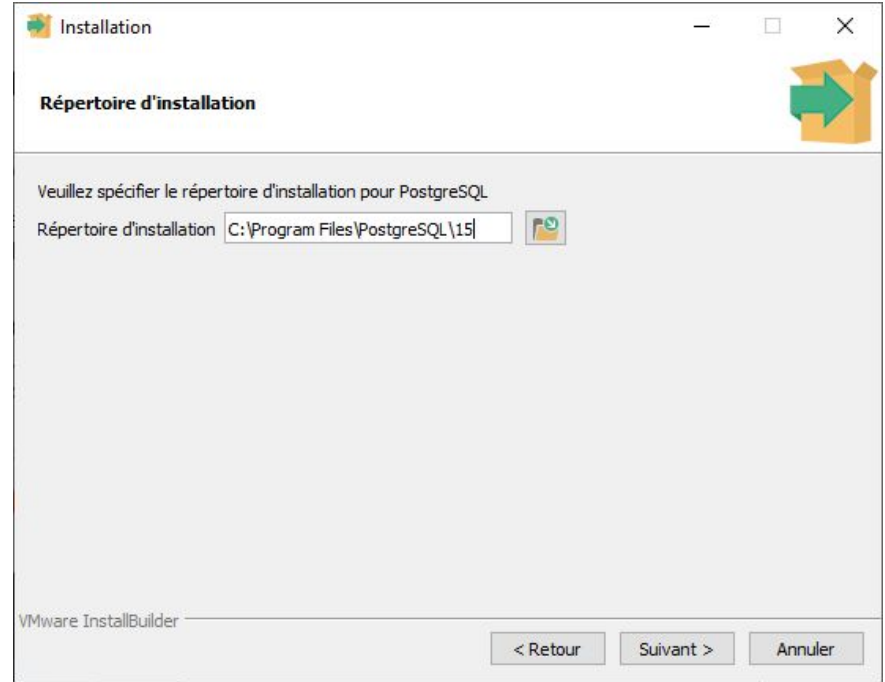 Installation
Répertoire d'installation
Veuillez spécifier le répertoire d'installation pour PostgreSQL
Répertoire d'installation C:\Program Files\PostgreSQL\15
VMware InstallBuilder
< Retour Suivant > Annuler